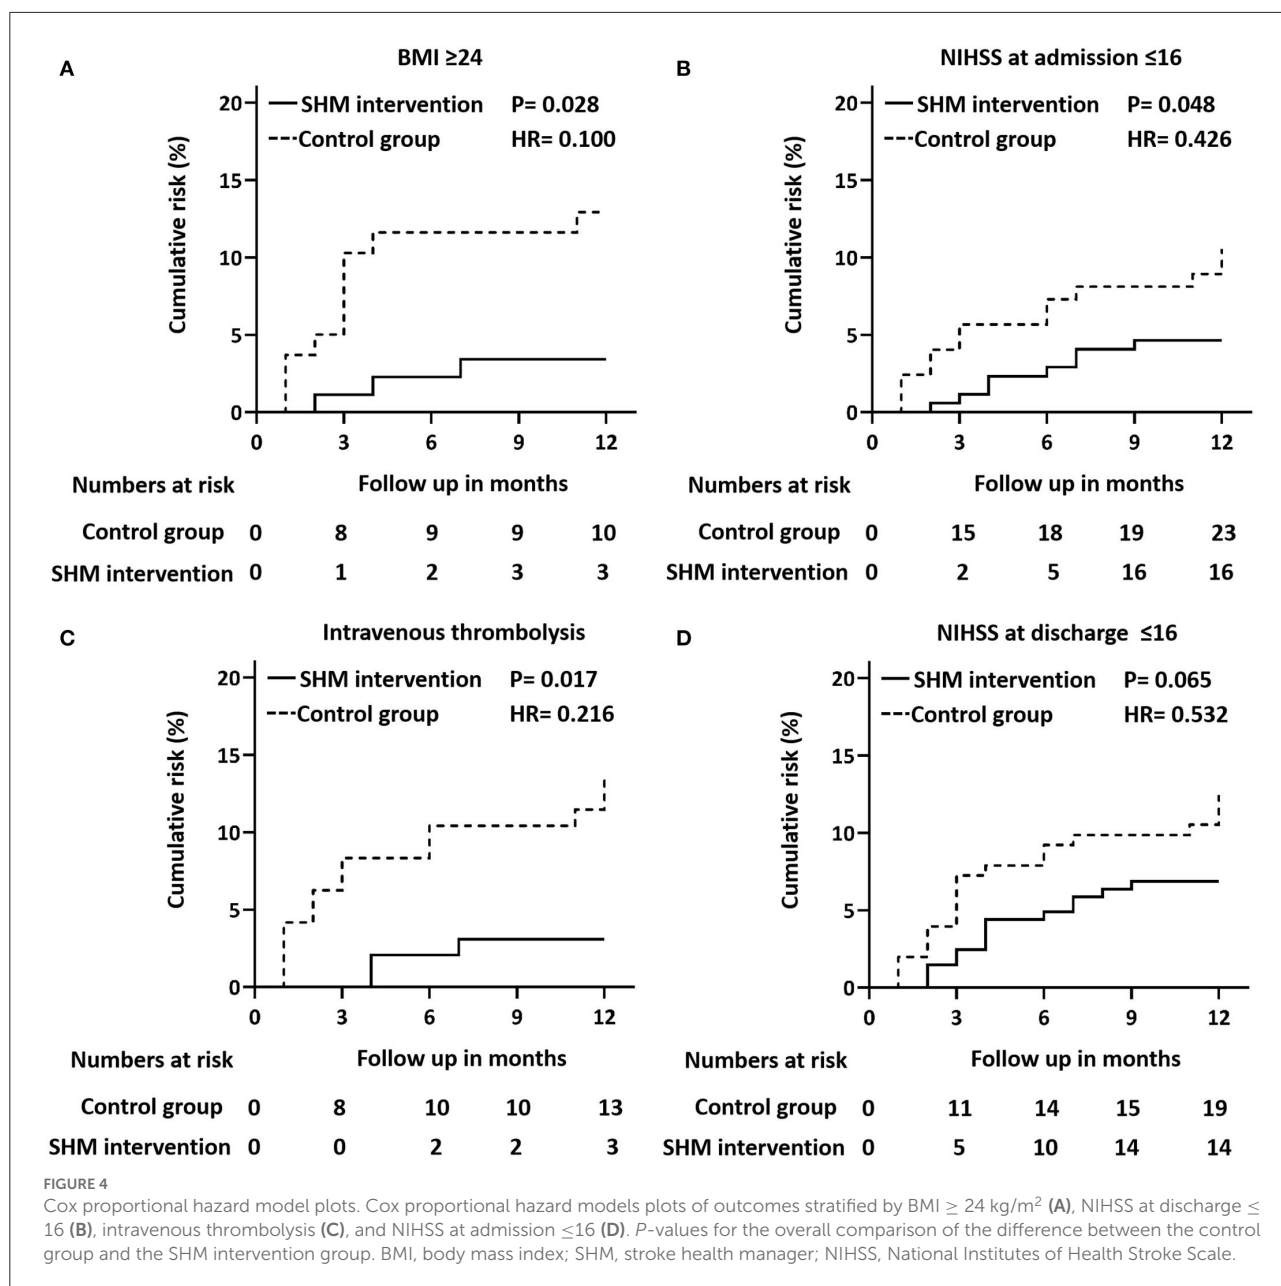 A
BMI ≥24
20
SHM intervention P= 0.028
Control group HR= 0.100
15
10
5
0
Cumulative risk (%)
0 3 6 9 12
Numbers at risk Follow up in months
Control group 0 8 9 9 10
SHM intervention 0 1 2 3 3
B
NIHSS at admission ≤16
20
SHM intervention P= 0.048
Control group HR= 0.426
15
10
5
0
Cumulative risk (%)
0 3 6 9 12
Numbers at risk Follow up in months
Control group 0 15 18 19 23
SHM intervention 0 2 5 16 16
C
Intravenous thrombolysis
20
SHM intervention P= 0.017
Control group HR= 0.216
15
10
5
0
Cumulative risk (%)
0 3 6 9 12
Numbers at risk Follow up in months
Control group 0 8 10 10 13
SHM intervention 0 0 2 2 3
D
NIHSS at discharge ≤16
20
SHM intervention P= 0.065
Control group HR= 0.532
15
10
5
0
Cumulative risk (%)
0 3 6 9 12
Numbers at risk Follow up in months
Control group 0 11 14 15 19
SHM intervention 0 5 10 14 14
FIGURE 4
Cox proportional hazard model plots. Cox proportional hazard models plots of outcomes stratified by BMI ≥ 24 kg/m² (A), NIHSS at discharge ≤
16 (B), intravenous thrombolysis (C), and NIHSS at admission ≤16 (D). P-values for the overall comparison of the difference between the control
group and the SHM intervention group. BMI, body mass index; SHM, stroke health manager; NIHSS, National Institutes of Health Stroke Scale.